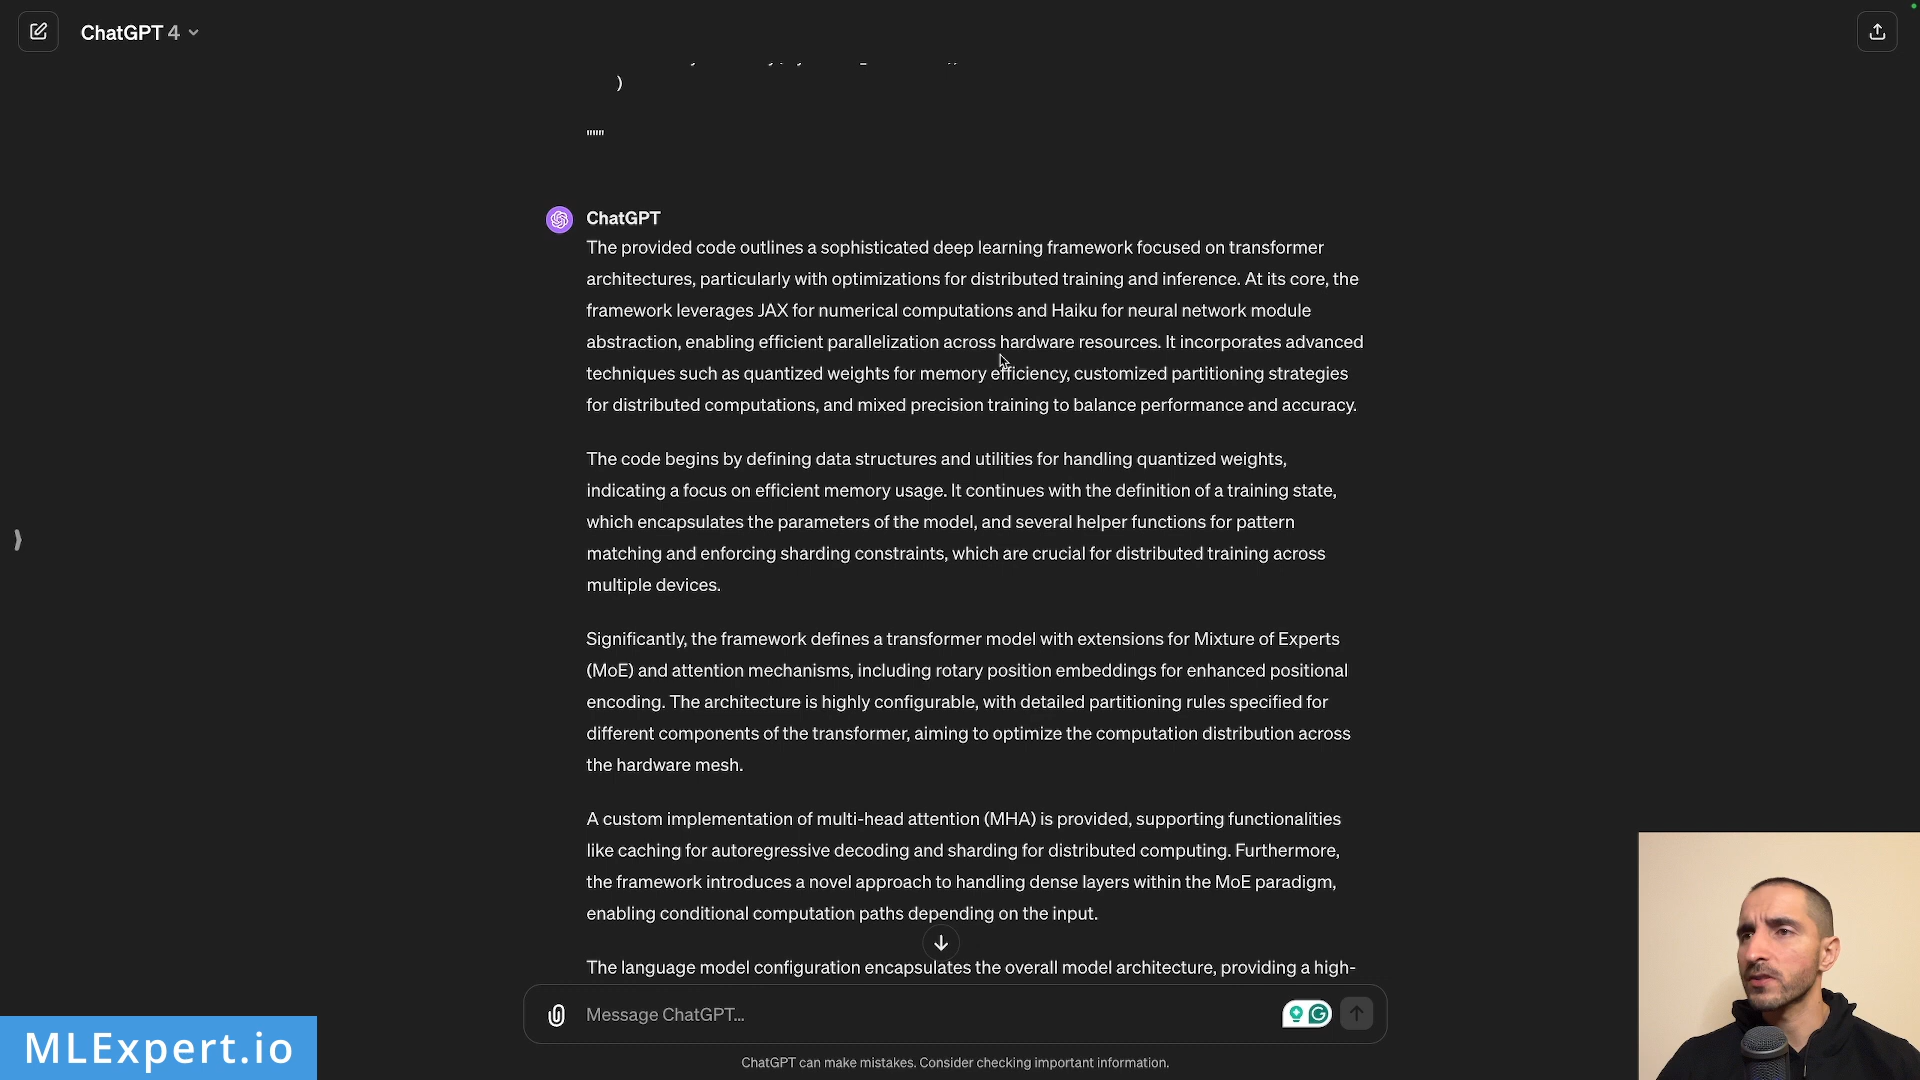 ChatGPT 4
)
"""
ChatGPT
The provided code outlines a sophisticated deep learning framework focused on transformer
architectures, particularly with optimizations for distributed training and inference. At its core, the
framework leverages JAX for numerical computations and Haiku for neural network module
abstraction, enabling efficient parallelization across hardware resources. It incorporates advanced
techniques such as quantized weights for memory efficiency, customized partitioning strategies
for distributed computations, and mixed precision training to balance performance and accuracy.
The code begins by defining data structures and utilities for handling quantized weights,
indicating a focus on efficient memory usage. It continues with the definition of a training state,
which encapsulates the parameters of the model, and several helper functions for pattern
matching and enforcing sharding constraints, which are crucial for distributed training across
multiple devices.
Significantly, the framework defines a transformer model with extensions for Mixture of Experts
(MoE) and attention mechanisms, including rotary position embeddings for enhanced positional
encoding. The architecture is highly configurable, with detailed partitioning rules specified for
different components of the transformer, aiming to optimize the computation distribution across
the hardware mesh.
A custom implementation of multi-head attention (MHA) is provided, supporting functionalities
like caching for autoregressive decoding and sharding for distributed computing. Furthermore,
the framework introduces a novel approach to handling dense layers within the MoE paradigm,
enabling conditional computation paths depending on the input.
The language model configuration encapsulates the overall model architecture, providing a high-
Message ChatGPT...
ChatGPT can make mistakes. Consider checking important information.
MLExpert.io